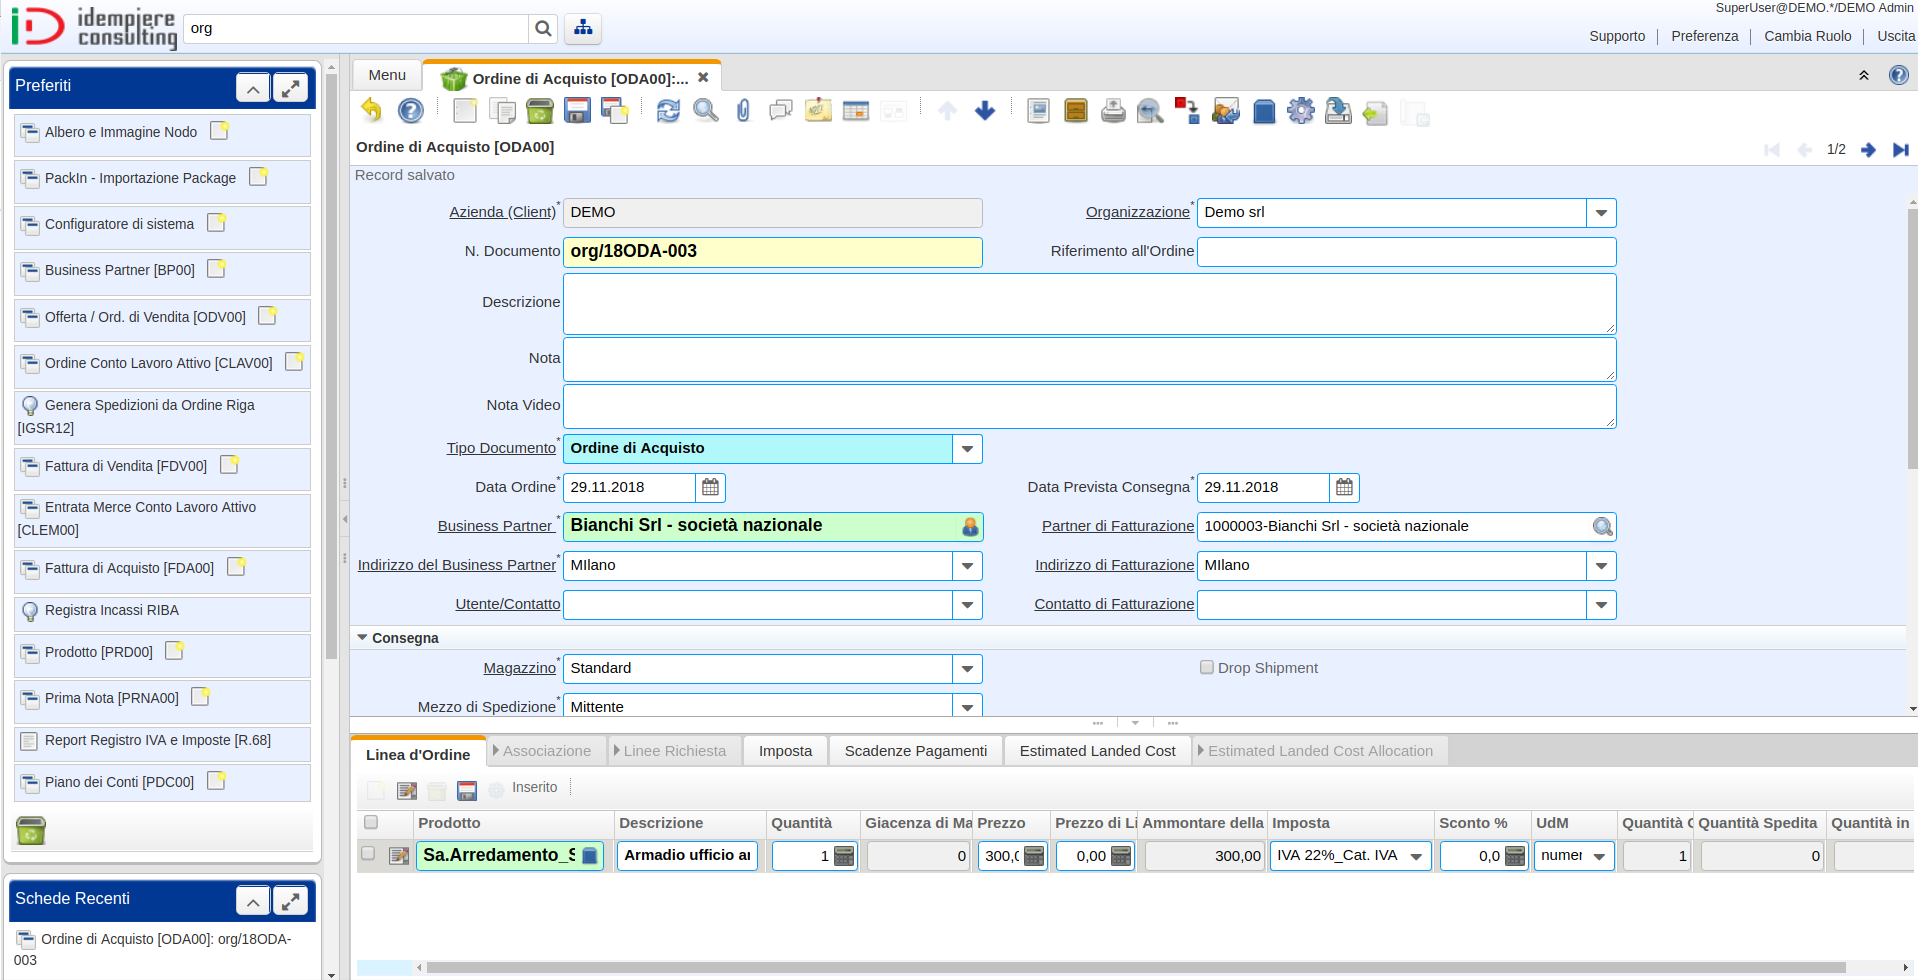 SuperUser@DEMO.*/DEMO Admin
idempiere
consulting
org
Supporto
Preferenza
Cambia Ruolo
Uscita
Preferiti
Albero e Immagine Nodo
PackIn - Importazione Package
Configuratore di sistema
Business Partner [BP00]
Offerta / Ord. di Vendita [ODV00]
Ordine Conto Lavoro Attivo [CLAV00]
Genera Spedizioni da Ordine Riga
[IGSR12]
Fattura di Vendita [FDV00]
Entrata Merce Conto Lavoro Attivo
[CLEM00]
Fattura di Acquisto [FDA00]
Registra Incassi RIBA
Prodotto [PRD00]
Prima Nota [PRNA00]
Report Registro IVA e Imposte [R.68]
Piano dei Conti [PDC00]
Schede Recenti
Ordine di Acquisto [ODA00]: org/18ODA-
003
Menu
Ordine di Acquisto [ODA00]:...
Ordine di Acquisto [ODA00]
1/2
Record salvato
Azienda (Client)* DEMO
Organizzazione* Demo srl
N. Documento org/18ODA-003
Riferimento all'Ordine
Descrizione
Nota
Nota Video
Tipo Documento* Ordine di Acquisto
Data Ordine* 29.11.2018
Data Prevista Consegna* 29.11.2018
Business Partner * Bianchi Srl - società nazionale
Partner di Fatturazione 1000003-Bianchi Srl - società nazionale
Indirizzo del Business Partner* MIlano
Indirizzo di Fatturazione MIlano
Utente/Contatto
Contatto di Fatturazione
Consegna
Magazzino* Standard
Drop Shipment
Mezzo di Spedizione* Mittente
Linea d'Ordine
Associazione
Linee Richiesta
Imposta
Scadenze Pagamenti
Estimated Landed Cost
Estimated Landed Cost Allocation
Inserito
Prodotto Descrizione Quantità Giacenza di Ma Prezzo Prezzo di Li Ammontare della Imposta Sconto % UdM Quantità Quantità Spedita Quantità in
Sa.Arredamento_S Armadio ufficio ar 1 0 300,0 0,00 300,00 IVA 22%_Cat. IVA 0,0 numer 1 0